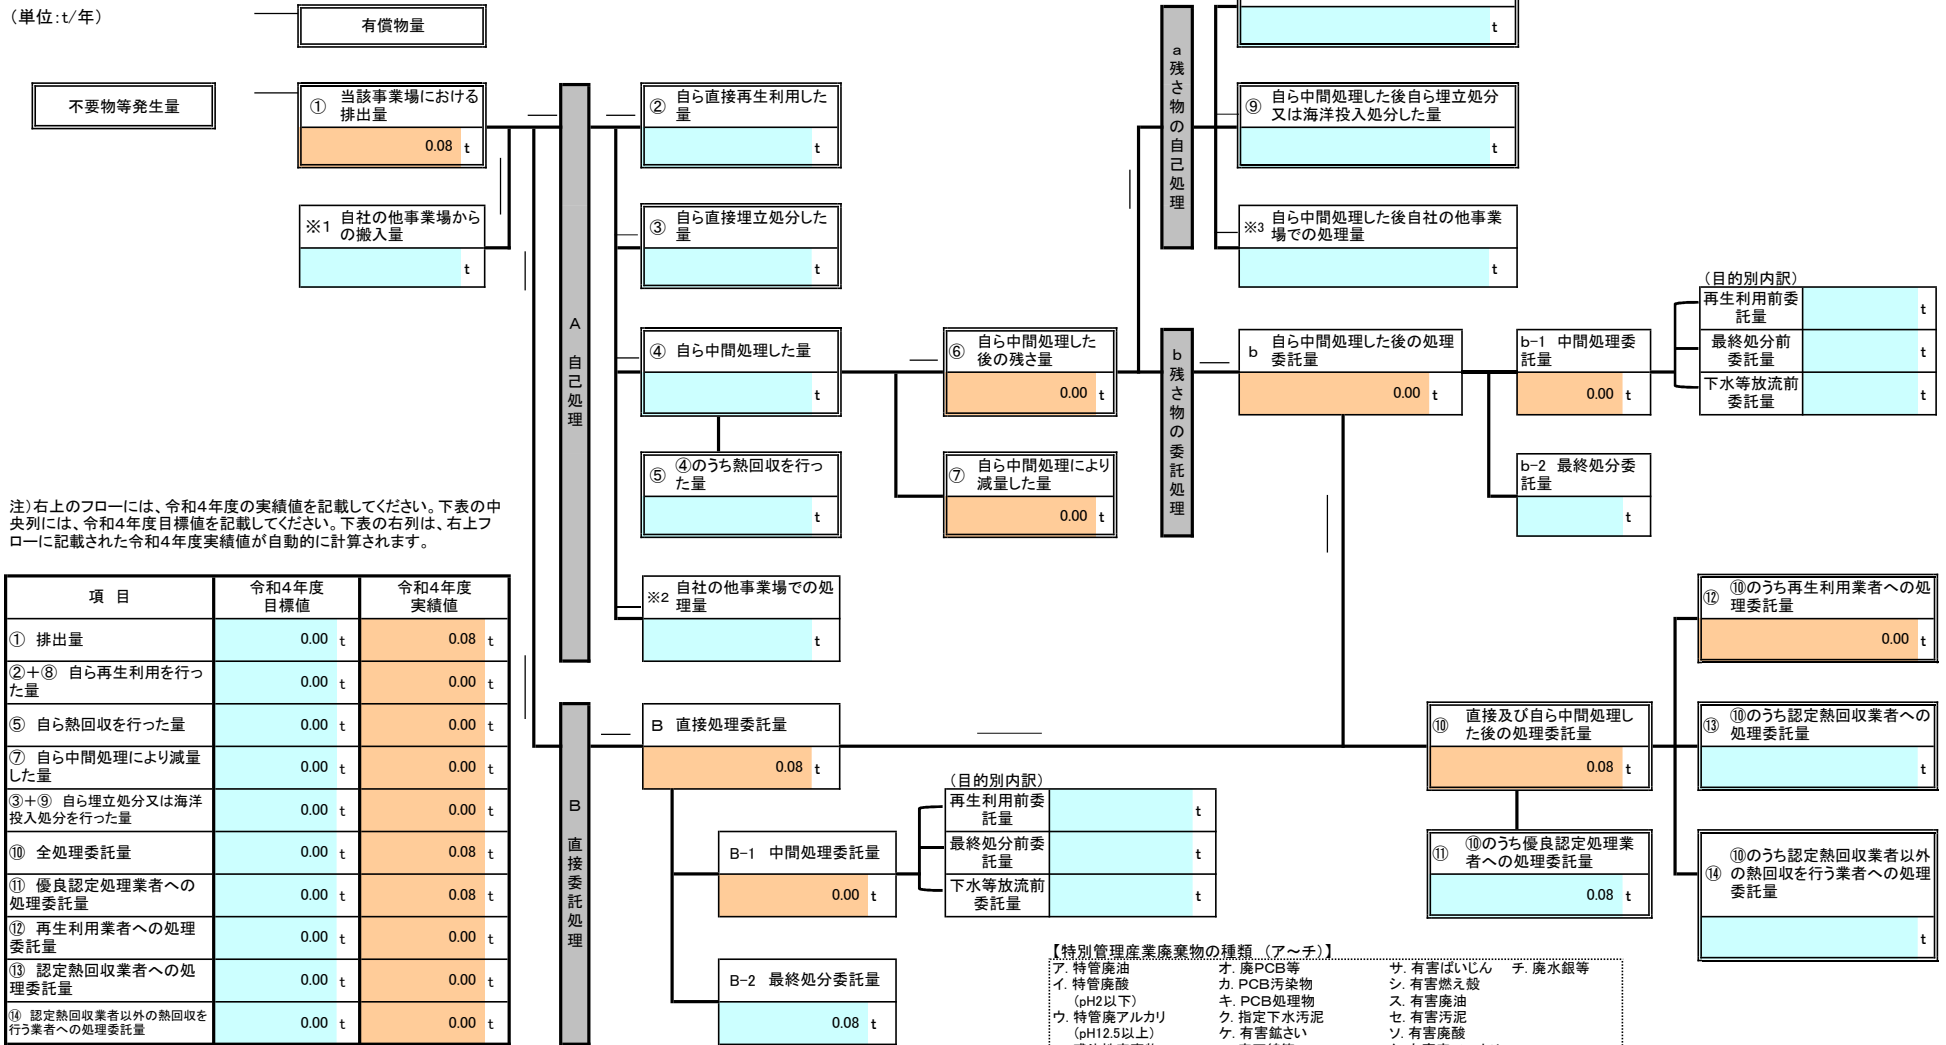 (単位:t/年)
有償物量
不要物等発生量
① 当該事業場における
排出量
0.08 t
※1 自社の他事業場から
の搬入量
t
A 自己処理
② 自ら直接再生利用した
量
t
③ 自ら直接埋立処分した
量
t
④ 自ら中間処理した量
t
⑤ ④のうち熱回収を行っ
た量
t
※2 自社の他事業場での処
理量
t
⑥ 自ら中間処理した
後の残さ量
0.00 t
⑦ 自ら中間処理により
減量した量
0.00 t
a 残さ物の自己処理
t
⑨ 自ら中間処理した後自ら埋立処分
又は海洋投入処分した量
t
※3 自ら中間処理した後自社の他事業
場での処理量
t
b 残さ物の委託処理
b 自ら中間処理した後の処理
委託量
0.00 t
b-1 中間処理委
託量
0.00 t
b-2 最終処分委
託量
t
(目的別内訳)
再生利用前委
託量 t
最終処分前
委託量 t
下水等放流前
委託量 t
注)右上のフローには、令和4年度の実績値を記載してください。下表の中
央列には、令和4年度目標値を記載してください。下表の右列は、右上フ
ローに記載された令和4年度実績値が自動的に計算されます。
項 目 令和4年度 令和4年度
目標値 実績値
① 排出量 0.00 t 0.08 t
②+⑧ 自ら再生利用を行っ
た量 0.00 t 0.00 t
⑤ 自ら熱回収を行った量 0.00 t 0.00 t
⑦ 自ら中間処理により減量
した量 0.00 t 0.00 t
③+⑨ 自ら埋立処分又は海洋
投入処分を行った量 0.00 t 0.00 t
⑩ 全処理委託量 0.00 t 0.08 t
⑪ 優良認定処理業者への
処理委託量 0.00 t 0.08 t
⑫ 再生利用業者への処理
委託量 0.00 t 0.00 t
⑬ 認定熱回収業者への処
理委託量 0.00 t 0.00 t
⑭ 認定熱回収業者以外の熱回収を
行う業者への処理委託量 0.00 t 0.00 t
B 直接委託処理
B 直接処理委託量
0.08 t
B-1 中間処理委託量
0.00 t
B-2 最終処分委託量
0.08 t
(目的別内訳)
再生利用前委
託量 t
最終処分前委
託量 t
下水等放流前
委託量 t
⑩ 直接及び自ら中間処理し
た後の処理委託量
0.08 t
⑪ ⑩のうち優良認定処理業
者への処理委託量
0.08 t
⑫ ⑩のうち再生利用業者への処
理委託量
0.00 t
⑬ ⑩のうち認定熱回収業者への
処理委託量
t
⑭ ⑩のうち認定熱回収業者以外
の熱回収を行う業者への処理
委託量
t
【特別管理産業廃棄物の種類 (ア~チ)】
ア. 特管廃油 オ. 廃PCB等 サ. 有害ばいじん チ. 廃水銀等
イ. 特管廃酸 カ. PCB汚染物 シ. 有害燃え殻
(pH2以下) キ. PCB処理物 ス. 有害廃油
ウ. 特管廃アルカリ ク. 指定下水汚泥 セ. 有害汚泥
(pH12.5以上) ケ. 有害鉱さい ソ. 有害廃酸